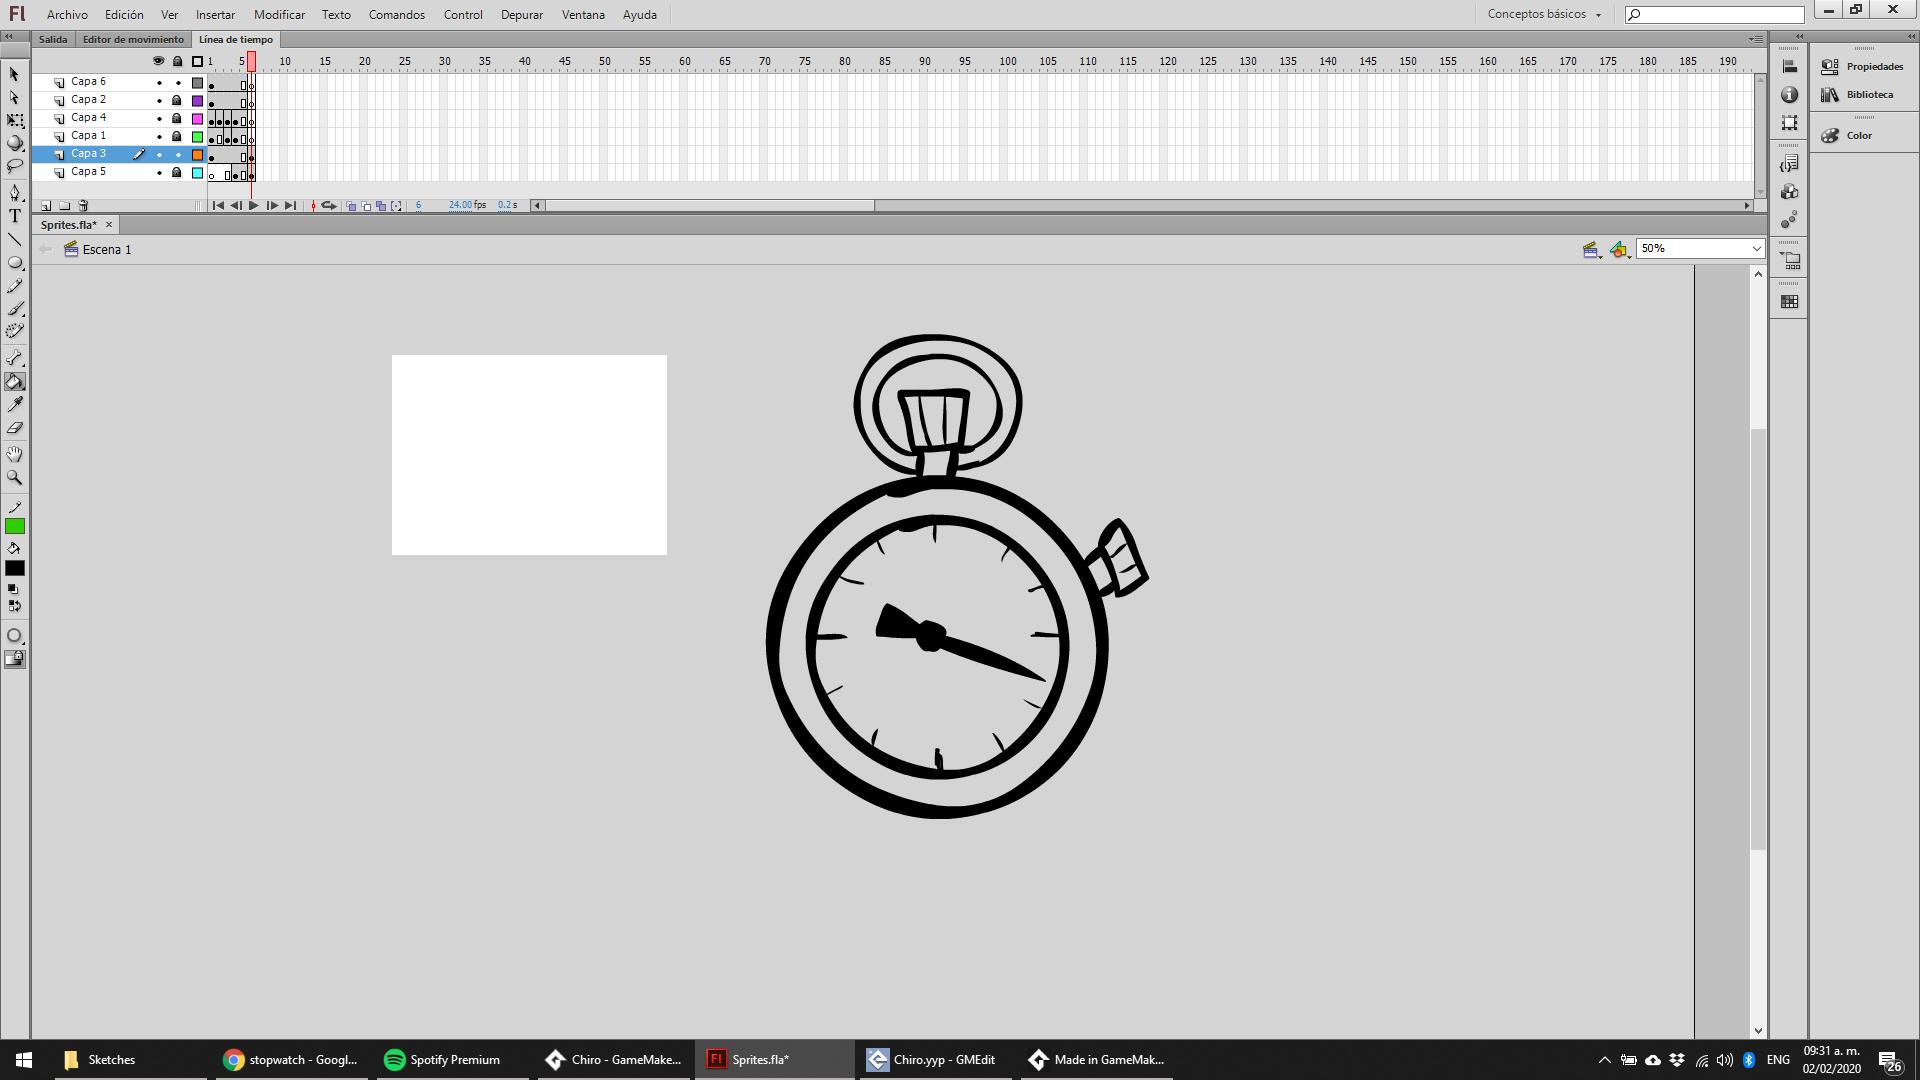 Fl Archivo Edición Ver Insertar Modificar Texto Comandos Control Depurar Ventana Ayuda Conceptos básicos
Salida Editor de movimiento Línea de tiempo
1 5 10 15 20 25 30 35 40 45 50 55 60 65 70 75 80 85 90 95 100 105 110 115 120 125 130 135 140 145 150 155 160 165 170 175 180 185 190
Capa 6
Capa 2
Capa 4
Capa 1
Capa 3
Capa 5
6 24.00 fps 0.2 s
Sprites.fla*
Escena 1 50%
Propiedades
Biblioteca
Color
T
Sketches stopwatch - Googl... Spotify Premium Chiro - GameMake... Fl Sprites.fla* Chiro.yyp - GMEdit Made in GameMak... ENG 09:31 a. m.
02/02/2020 26